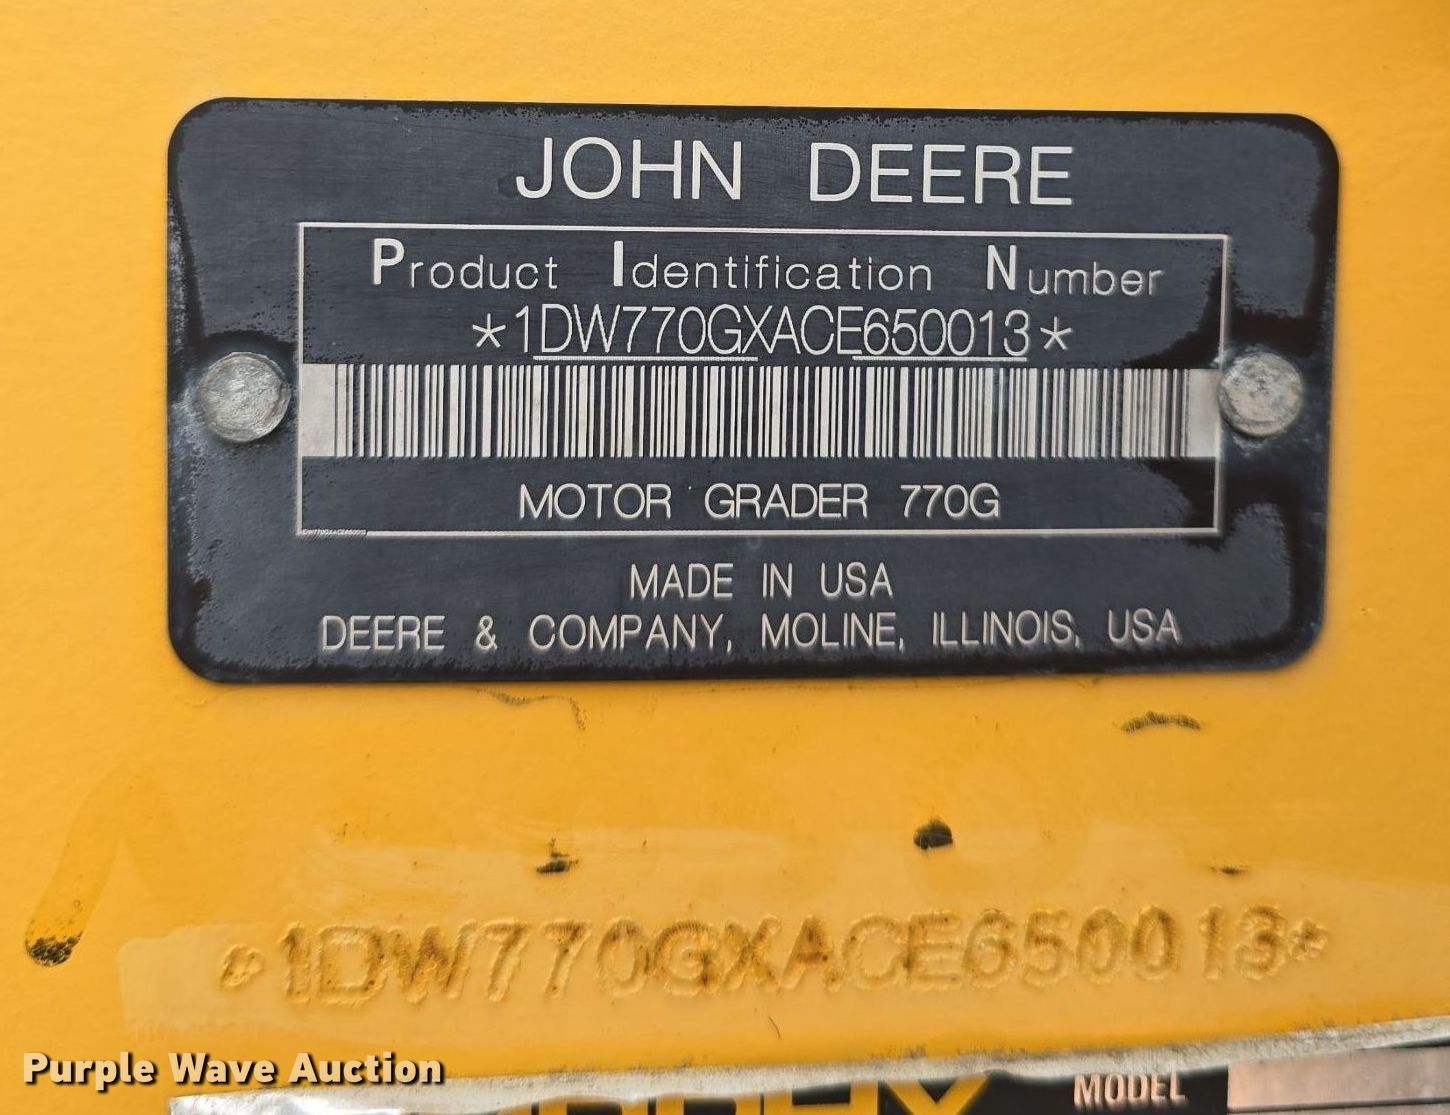 JOHN DEERE
Product Identification Number
*1DW770GXACE650013*
MOTOR GRADER 770G
1DW770GXACE650013
MADE IN USA
DEERE & COMPANY, MOLINE, ILLINOIS, USA
*1DW770GXACE650013*
Purple Wave Auction
MODEL